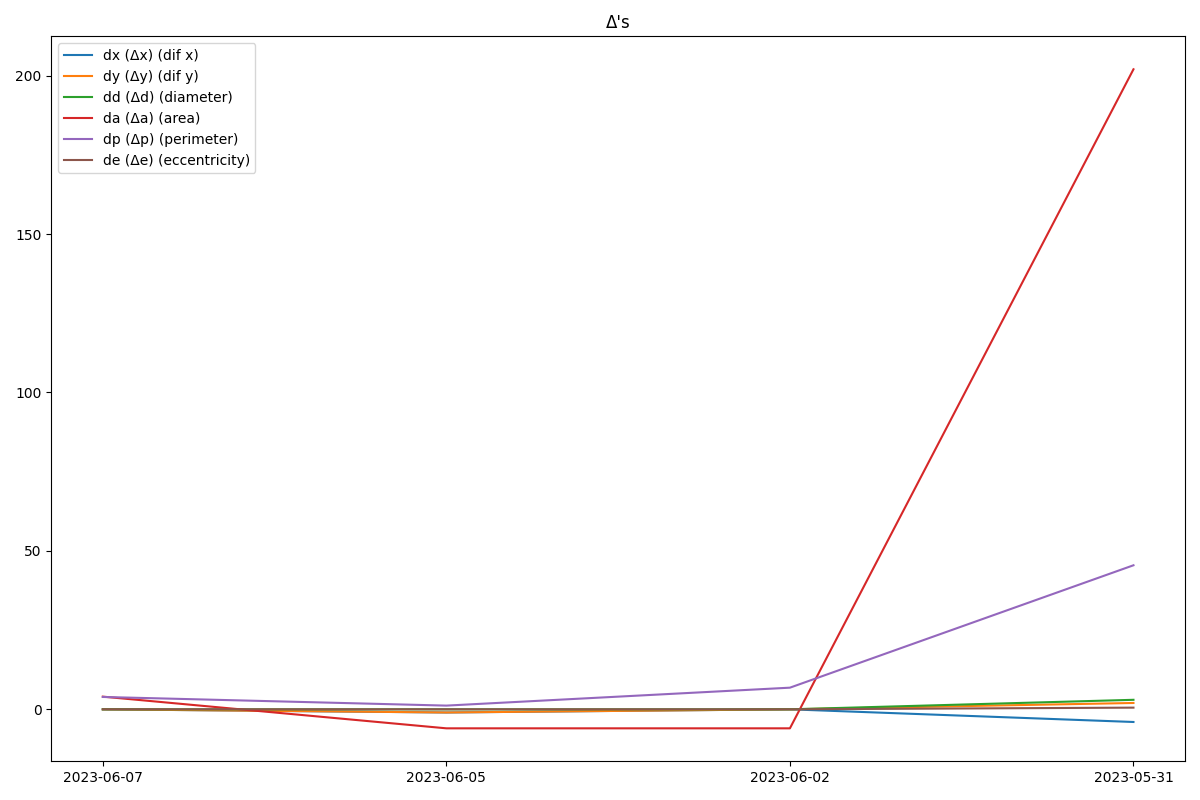 Δ's
dx (Δx) (dif x)
dy (Δy) (dif y)
dd (Δd) (diameter)
da (Δa) (area)
dp (Δp) (perimeter)
de (Δe) (eccentricity)
200
150
100
50
0
2023-06-07 2023-06-05 2023-06-02 2023-05-31